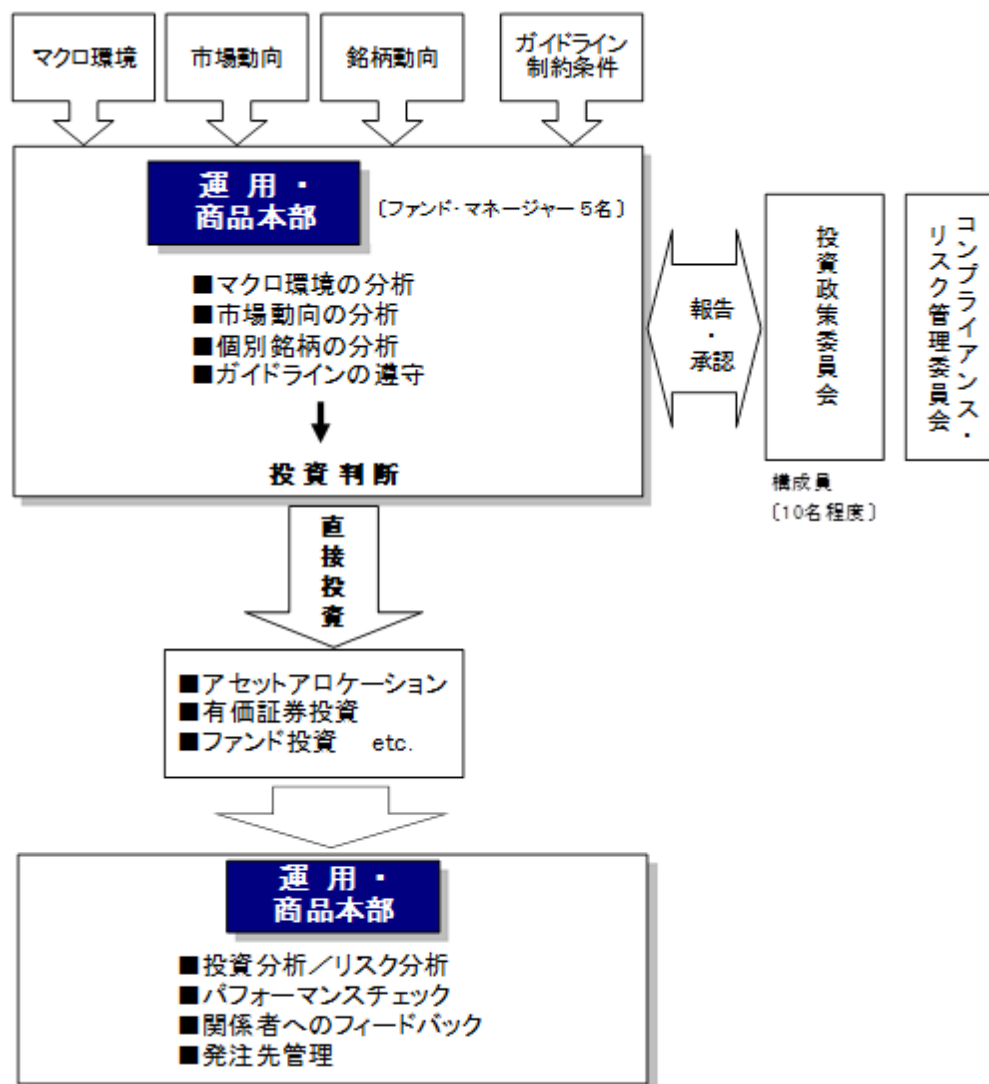 マクロ環境
市場動向
銘柄動向
ガイドライン
制約条件
運用・
商品本部
〔ファンド・マネージャー5名〕
■マクロ環境の分析
■市場動向の分析
■個別銘柄の分析
■ガイドラインの遵守
投資判断
報告
・
承認
投資政策委員会
コンプライアンス・
リスク管理委員会
構成員
〔10名程度〕
直接投資
■アセットアロケーション
■有価証券投資
■ファンド投資　etc.
運用・
商品本部
■投資分析／リスク分析
■パフォーマンスチェック
■関係者へのフィードバック
■発注先管理